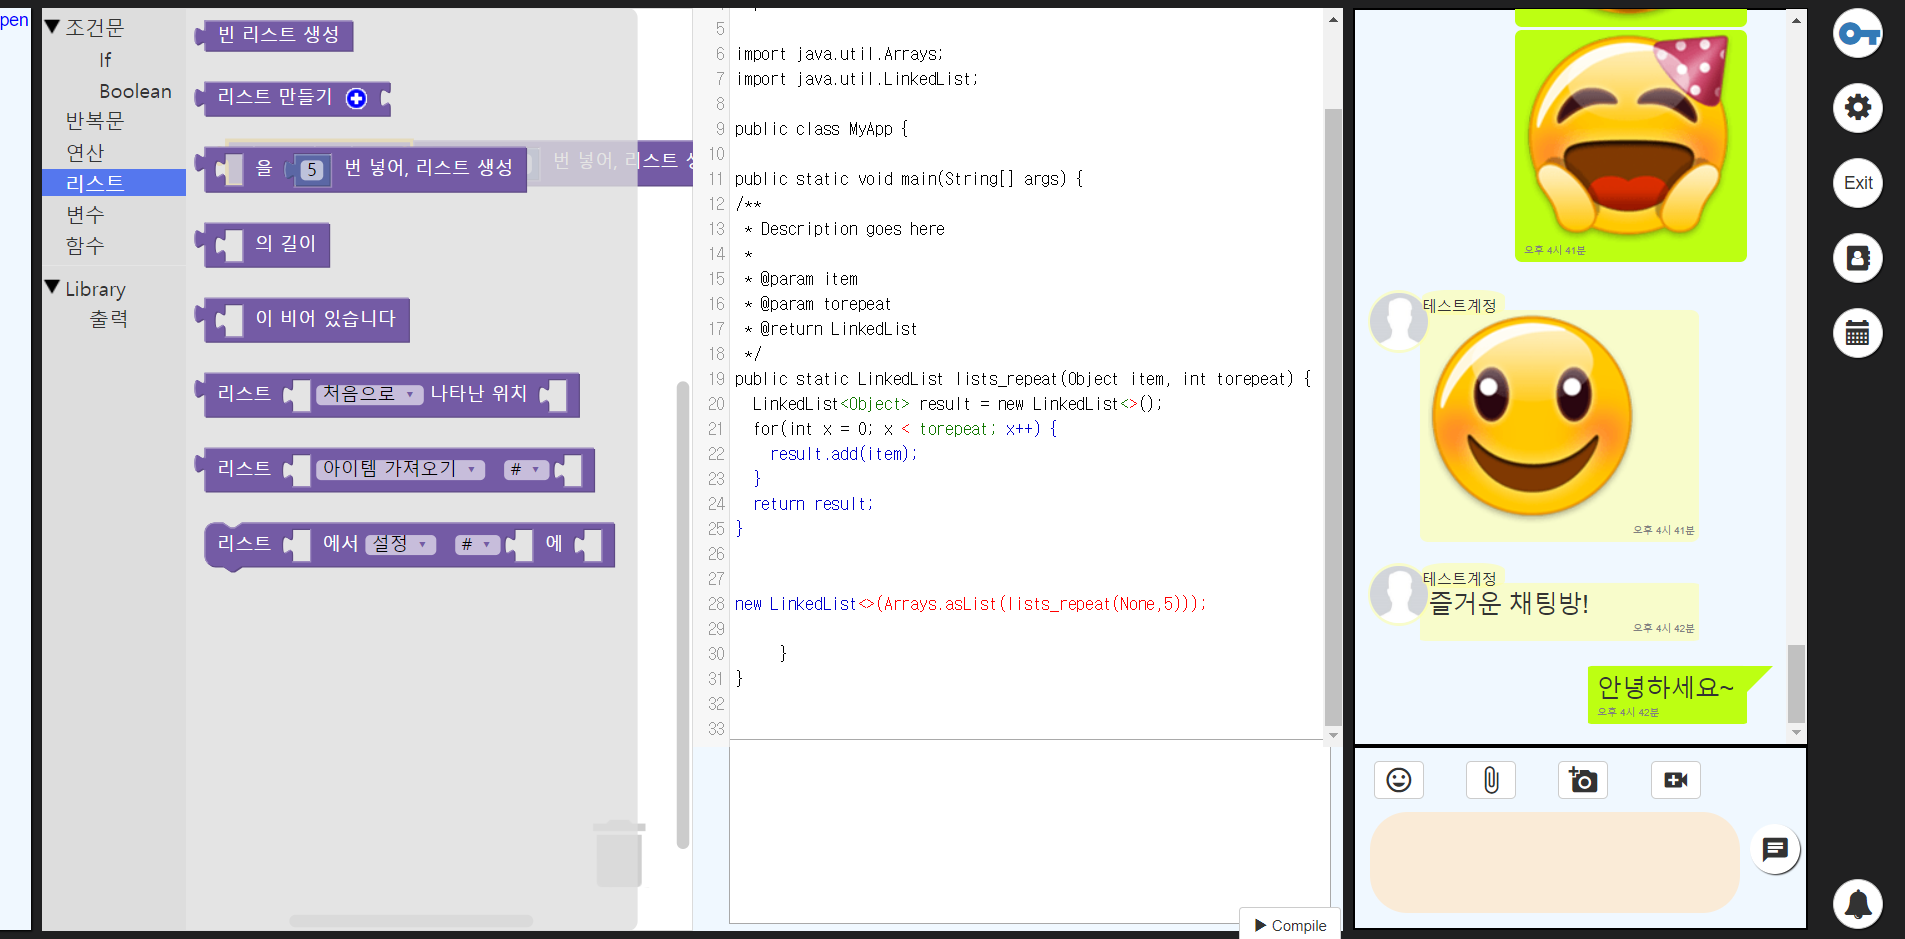 pen
조건문
If
Boolean
반복문
연산
리스트
변수
함수
Library
출력
빈 리스트 생성
리스트 만들기
을 5 번 넣어, 리스트 생성
번 넣어, 리스트
의 길이
이 비어 있습니다
리스트 처음으로 나타난 위치
리스트 아이템 가져오기 #
리스트 에서 설정 # 에
5
6 import java.util.Arrays;
7 import java.util.LinkedList;
8
9 public class MyApp {
10
11 public static void main(String[] args) {
12 /**
13 * Description goes here
14 *
15 * @param item
16 * @param torepeat
17 * @return LinkedList
18 */
19 public static LinkedList lists_repeat(Object item, int torepeat) {
20 LinkedList<Object> result = new LinkedList<>();
21 for(int x = 0; x < torepeat; x++) {
22 result.add(item);
23 }
24 return result;
25 }
26
27
28 new LinkedList<>(Arrays.asList(lists_repeat(None,5)));
29
30 }
31 }
32
33
Compile
오후 4시 41분
테스트계정
오후 4시 41분
테스트계정
즐거운 채팅방!
오후 4시 42분
안녕하세요~
오후 4시 42분
Exit